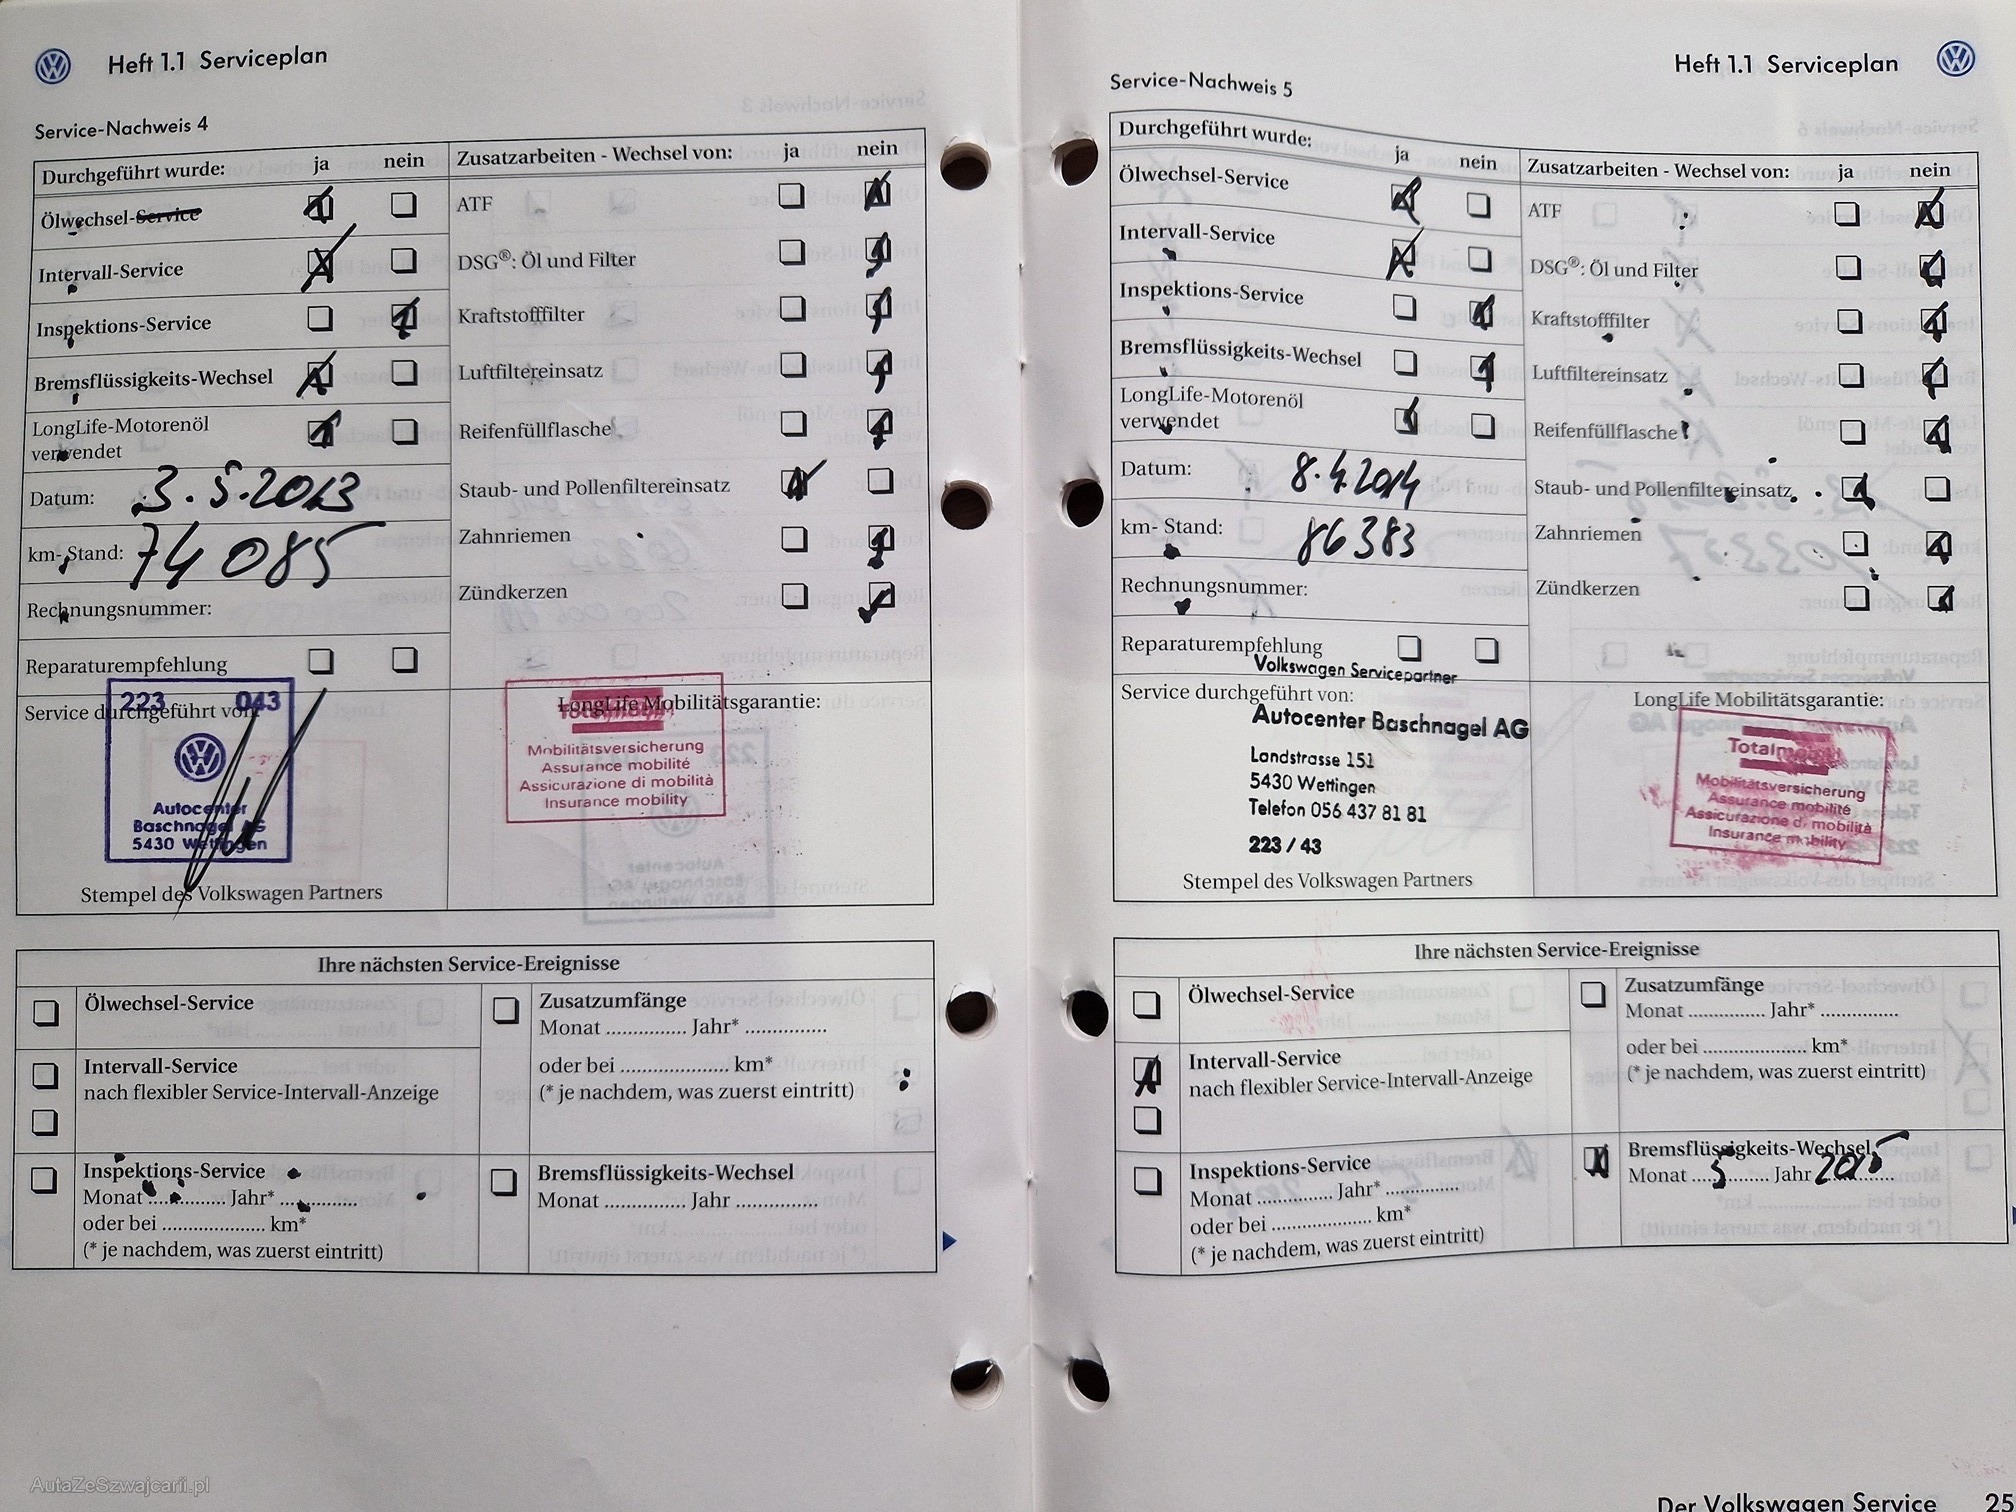 Heft 1.1 Serviceplan
Service-Nachweis 4
Durchgeführt wurde: ja nein
Ölwechsel-Service
Intervall-Service
Inspektions-Service
Bremsflüssigkeits-Wechsel
LongLife-Motorenöl
verwendet
Datum: 3.5.2013
km-Stand: 74085
Rechnungsnummer:
Reparaturempfehlung
Zusatzarbeiten - Wechsel von: ja nein
ATF
DSG®: Öl und Filter
Kraftstofffilter
Luftfiltereinsatz
Reifenfüllflasche
Staub- und Pollenfiltereinsatz
Zahnriemen
Zündkerzen
Service durchgeführt von:
223 043
Autocenter
Baschnagel AG
5430 Wettingen
Stempel des Volkswagen Partners
LongLife Mobilitätsgarantie:
Totalmobil!
Mobilitätsversicherung
Assurance mobilité
Assicurazione di mobilità
Insurance mobility
Ihre nächsten Service-Ereignisse
Ölwechsel-Service
Intervall-Service
nach flexibler Service-Intervall-Anzeige
Inspektions-Service
Monat ............... Jahr* ...............
oder bei .................... km*
(* je nachdem, was zuerst eintritt)
Zusatzumfänge
Monat ............... Jahr* ...............
oder bei .................... km*
(* je nachdem, was zuerst eintritt)
Bremsflüssigkeits-Wechsel
Monat ............... Jahr ...............
Heft 1.1 Serviceplan
Service-Nachweis 5
Durchgeführt wurde: ja nein
Ölwechsel-Service
Intervall-Service
Inspektions-Service
Bremsflüssigkeits-Wechsel
LongLife-Motorenöl
verwendet
Datum: 8.4.2014
km- Stand: 86383
Rechnungsnummer:
Reparaturempfehlung
Zusatzarbeiten - Wechsel von: ja nein
ATF
DSG®: Öl und Filter
Kraftstofffilter
Luftfiltereinsatz
Reifenfüllflasche
Staub- und Pollenfiltereinsatz
Zahnriemen
Zündkerzen
Volkswagen Servicepartner
Service durchgeführt von:
Autocenter Baschnagel AG
Landstrasse 151
5430 Wettingen
Telefon 056 437 81 81
223 / 43
Stempel des Volkswagen Partners
LongLife Mobilitätsgarantie:
Totalmobil!
Mobilitätsversicherung
Assurance mobilité
Assicurazione di mobilità
Insurance mobility
Ihre nächsten Service-Ereignisse
Ölwechsel-Service
Intervall-Service
nach flexibler Service-Intervall-Anzeige
Inspektions-Service
Monat ............... Jahr* ...............
oder bei .................... km*
(* je nachdem, was zuerst eintritt)
Zusatzumfänge
Monat ............... Jahr* ...............
oder bei .................... km*
(* je nachdem, was zuerst eintritt)
Bremsflüssigkeits-Wechsel
Monat 5 Jahr
AutaZeSzwajcarii.pl
Der Volkswagen Service 25